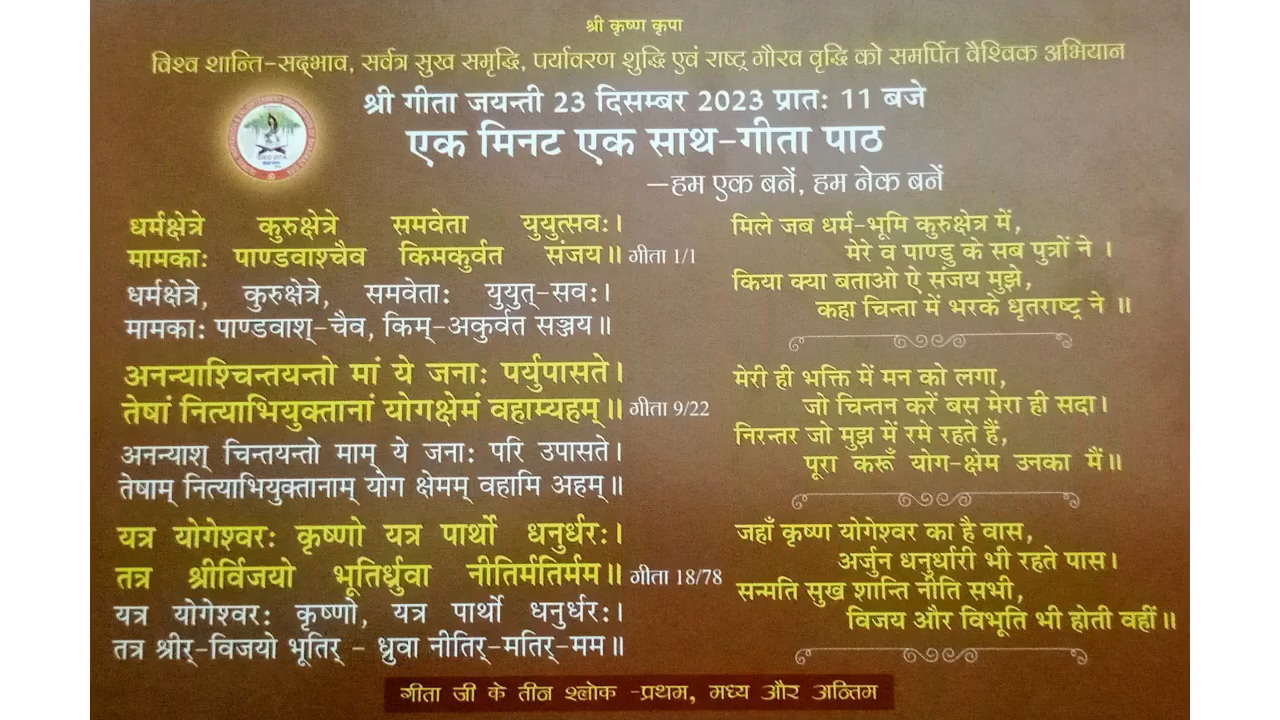 श्री कृष्ण कृपा
विश्व शान्ति-सद्भाव, सर्वत्र सुख समृद्धि, पर्यावरण शुद्धि एवं राष्ट्र गौरव वृद्धि को समर्पित वैश्विक अभियान
श्री गीता जयन्ती 23 दिसम्बर 2023 प्रातः 11 बजे
एक मिनट एक साथ-गीता पाठ
—हम एक बनें, हम नेक बनें
धर्मक्षेत्रे कुरुक्षेत्रे समवेता युयुत्सवः।
मामकाः पाण्डवाश्चैव किमकुर्वत संजय॥ गीता 1/1
धर्मक्षेत्रे, कुरुक्षेत्रे, समवेताः युयुत्-सवः।
मामकाः पाण्डवाश्-चैव, किम्-अकुर्वत सञ्जय॥
अनन्याश्चिन्तयन्तो मां ये जनाः पर्युपासते।
तेषां नित्याभियुक्तानां योगक्षेमं वहाम्यहम्॥ गीता 9/22
अनन्याश् चिन्तयन्तो माम् ये जनाः परि उपासते।
तेषाम् नित्याभियुक्तानाम् योग क्षेमम् वहामि अहम्॥
यत्र योगेश्वरः कृष्णो यत्र पार्थो धनुर्धरः।
तत्र श्रीर्विजयो भूतिर्ध्रुवा नीतिर्मतिर्मम॥ गीता 18/78
यत्र योगेश्वरः कृष्णो, यत्र पार्थो धनुर्धरः।
तत्र श्रीर्-विजयो भूतिर् - ध्रुवा नीतिर्-मतिर्-मम॥
मिले जब धर्म-भूमि कुरुक्षेत्र में,
मेरे व पाण्डु के सब पुत्रों ने ।
किया क्या बताओ ऐ संजय मुझे,
कहा चिन्ता में भरके धृतराष्ट्र ने ॥
मेरी ही भक्ति में मन को लगा,
जो चिन्तन करें बस मेरा ही सदा।
निरन्तर जो मुझ में रमे रहते हैं,
पूरा करूँ योग-क्षेम उनका मैं॥
जहाँ कृष्ण योगेश्वर का है वास,
अर्जुन धनुर्धारी भी रहते पास।
सन्मति सुख शान्ति नीति सभी,
विजय और विभूति भी होती वहीं॥
गीता जी के तीन श्लोक -प्रथम, मध्य और अन्तिम